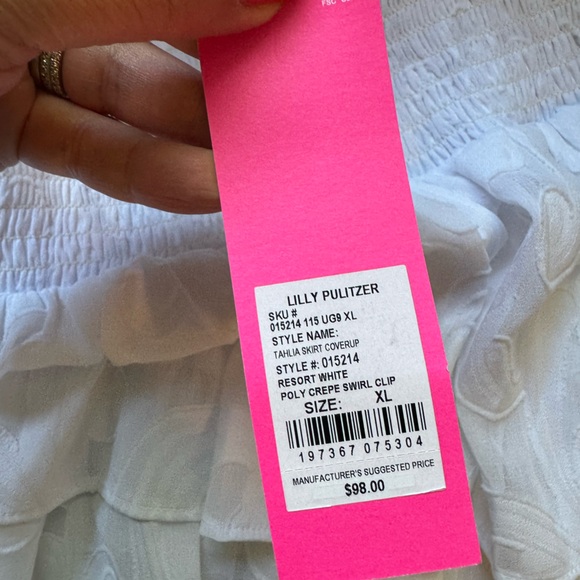 LILLY PULITZER
SKU #
015214 115 UG9 XL
STYLE NAME:
TAHLIA SKIRT COVERUP
STYLE #: 015214
RESORT WHITE
POLY CREPE SWIRL CLIP
SIZE: XL
197367 075304
MANUFACTURER'S SUGGESTED PRICE
$98.00